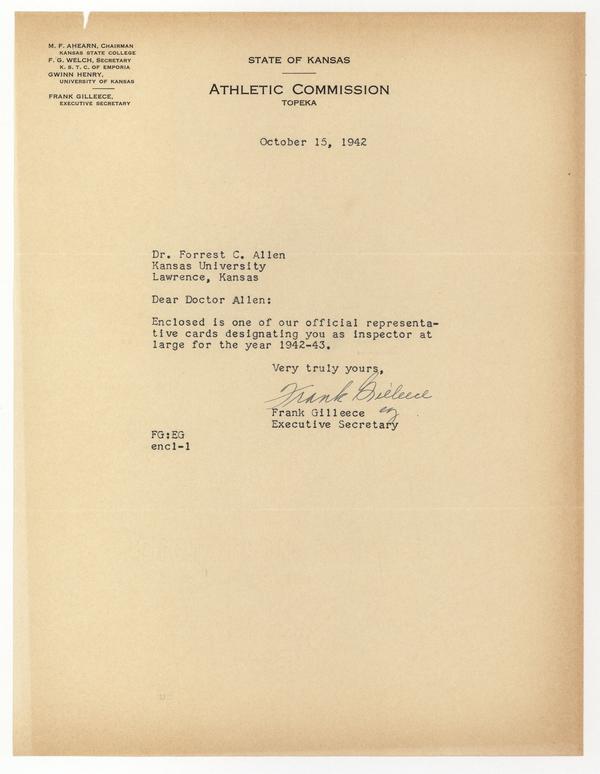 M. F. AHEARN, CHAIRMAN
KANSAS STATE COLLEGE
F. G. WELCH, SECRETARY
K. S. T. C. OF EMPORIA
GWINN HENRY,
UNIVERSITY OF KANSAS
FRANK GILLEECE,
EXECUTIVE SECRETARY
STATE OF KANSAS
ATHLETIC COMMISSION
TOPEKA
October 15, 1942
Dr. Forrest C. Allen
Kansas University
Lawrence, Kansas
Dear Doctor Allen:
Enclosed is one of our official representa-
tive cards designating you as inspector at
large for the year 1942-43.
Very truly yours,
Frank Gilleece
eg
Frank Gilleece
Executive Secretary
FG:EG
encl-1